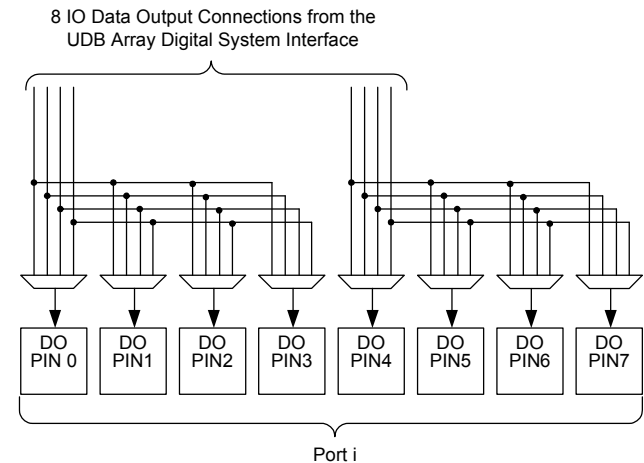 8 IO Data Output Connections from the
UDB Array Digital System Interface
DO
PIN 0
DO
PIN1
DO
PIN2
DO
PIN3
DO
PIN4
DO
PIN5
DO
PIN6
DO
PIN7
Port i